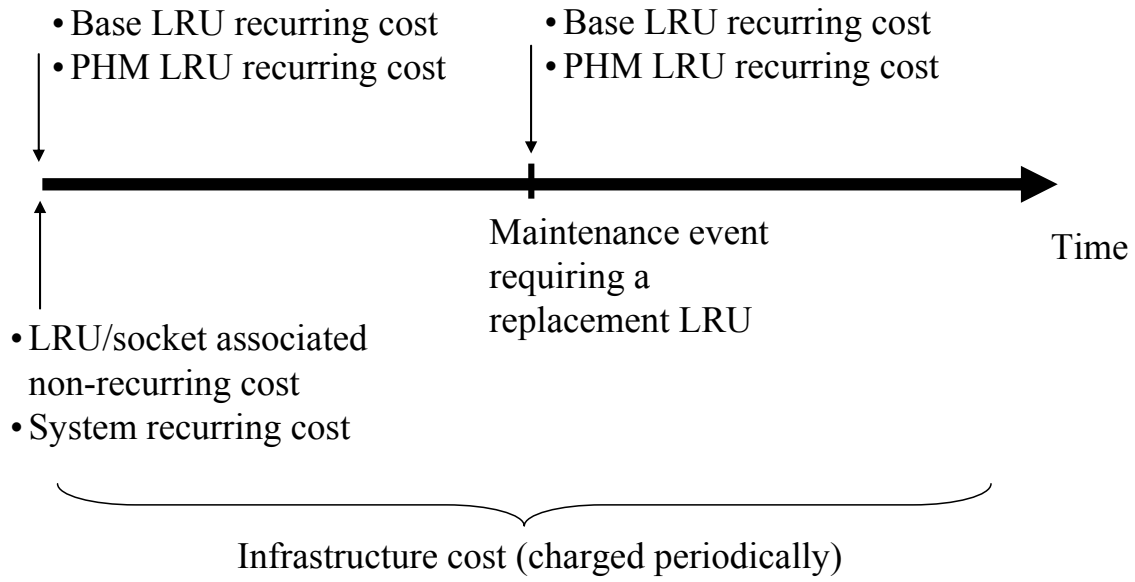 • Base LRU recurring cost
• PHM LRU recurring cost
• Base LRU recurring cost
• PHM LRU recurring cost
Maintenance event
requiring a
replacement LRU
Time
• LRU/socket associated
non-recurring cost
• System recurring cost
Infrastructure cost (charged periodically)